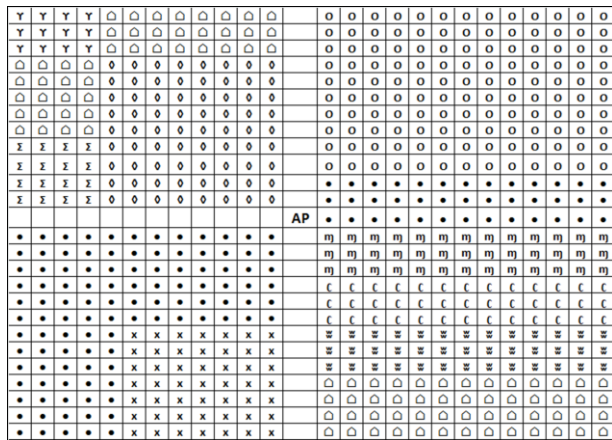 Y Y Y Y ⌂ ⌂ ⌂ ⌂ ⌂ ⌂ ⌂ ⌂ ⌂ O O O O O O O O O O O O O O
Y Y Y Y ⌂ ⌂ ⌂ ⌂ ⌂ ⌂ ⌂ ⌂ ⌂ O O O O O O O O O O O O O O
Y Y Y Y ⌂ ⌂ ⌂ ⌂ ⌂ ⌂ ⌂ ⌂ ⌂ O O O O O O O O O O O O O O
⌂ ⌂ ⌂ ⌂ ◊ ◊ ◊ ◊ ◊ ◊ ◊ ◊ ◊ O O O O O O O O O O O O O O
⌂ ⌂ ⌂ ⌂ ◊ ◊ ◊ ◊ ◊ ◊ ◊ ◊ ◊ O O O O O O O O O O O O O O
⌂ ⌂ ⌂ ⌂ ◊ ◊ ◊ ◊ ◊ ◊ ◊ ◊ ◊ O O O O O O O O O O O O O O
⌂ ⌂ ⌂ ⌂ ◊ ◊ ◊ ◊ ◊ ◊ ◊ ◊ ◊ O O O O O O O O O O O O O O
⌂ ⌂ ⌂ ⌂ ◊ ◊ ◊ ◊ ◊ ◊ ◊ ◊ ◊ O O O O O O O O O O O O O O
Σ Σ Σ Σ ◊ ◊ ◊ ◊ ◊ ◊ ◊ ◊ ◊ O O O O O O O O O O O O O O
Σ Σ Σ Σ ◊ ◊ ◊ ◊ ◊ ◊ ◊ ◊ ◊ O O O O O O O O O O O O O O
Σ Σ Σ Σ ◊ ◊ ◊ ◊ ◊ ◊ ◊ ◊ ◊ • • • • • • • • • • • • • •
Σ Σ Σ Σ ◊ ◊ ◊ ◊ ◊ ◊ ◊ ◊ ◊ • • • • • • • • • • • • • •
AP • • • • • • • • • • • • • •
• • • • • • • • • • • • • ɱ ɱ ɱ ɱ ɱ ɱ ɱ ɱ ɱ ɱ ɱ ɱ ɱ ɱ
• • • • • • • • • • • • • ɱ ɱ ɱ ɱ ɱ ɱ ɱ ɱ ɱ ɱ ɱ ɱ ɱ ɱ
• • • • • • • • • • • • • ɱ ɱ ɱ ɱ ɱ ɱ ɱ ɱ ɱ ɱ ɱ ɱ ɱ ɱ
• • • • • • • • • • • • • ʗ ʗ ʗ ʗ ʗ ʗ ʗ ʗ ʗ ʗ ʗ ʗ ʗ ʗ
• • • • • • • • • • • • • ʗ ʗ ʗ ʗ ʗ ʗ ʗ ʗ ʗ ʗ ʗ ʗ ʗ ʗ
• • • • • • • • • • • • • ʗ ʗ ʗ ʗ ʗ ʗ ʗ ʗ ʗ ʗ ʗ ʗ ʗ ʗ
• • • • • x x x x x x x x
• • • • • x x x x x x x x
• • • • • x x x x x x x x
• • • • • x x x x x x x x ⌂ ⌂ ⌂ ⌂ ⌂ ⌂ ⌂ ⌂ ⌂ ⌂ ⌂ ⌂ ⌂ ⌂
• • • • • x x x x x x x x ⌂ ⌂ ⌂ ⌂ ⌂ ⌂ ⌂ ⌂ ⌂ ⌂ ⌂ ⌂ ⌂ ⌂
• • • • • x x x x x x x x ⌂ ⌂ ⌂ ⌂ ⌂ ⌂ ⌂ ⌂ ⌂ ⌂ ⌂ ⌂ ⌂ ⌂
• • • • • x x x x x x x x ⌂ ⌂ ⌂ ⌂ ⌂ ⌂ ⌂ ⌂ ⌂ ⌂ ⌂ ⌂ ⌂ ⌂